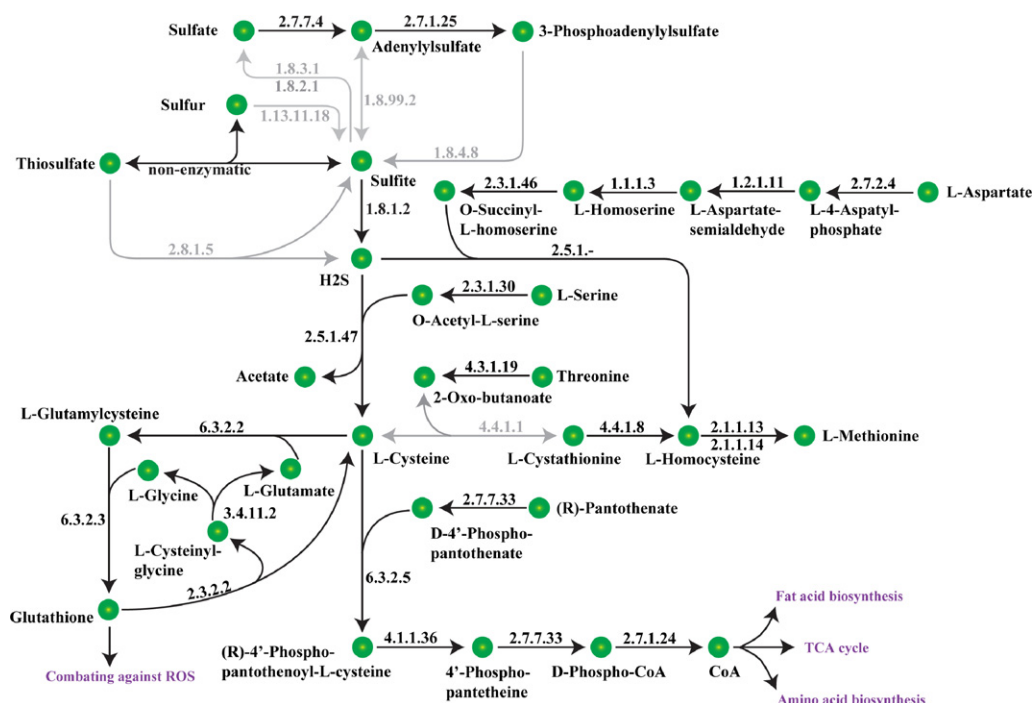 2.7.7.4
2.7.1.25
Sulfate
Adenylylsulfate
3-Phosphoadenylylsulfate
1.8.3.1
1.8.2.1
1.8.99.2
Sulfur
1.13.11.18
1.8.4.8
Thiosulfate
non-enzymatic
Sulfite
2.3.1.46
1.1.1.3
1.2.1.11
2.7.2.4
L-Aspartate
O-Succinyl-
L-homoserine
L-Homoserine
L-Aspartate-
semialdehyde
L-4-Aspatyl-
phosphate
1.8.1.2
2.8.1.5
2.5.1.-
H2S
2.3.1.30
L-Serine
O-Acetyl-L-serine
2.5.1.47
Acetate
4.3.1.19
Threonine
2-Oxo-butanoate
L-Glutamylcysteine
6.3.2.2
4.4.1.1
4.4.1.8
2.1.1.13
2.1.1.14
L-Methionine
L-Cysteine
L-Cystathionine
L-Homocysteine
L-Glycine
L-Glutamate
6.3.2.3
3.4.11.2
2.7.7.33
(R)-Pantothenate
D-4'-Phospho-
pantothenate
L-Cysteinyl-
glycine
6.3.2.5
2.3.2.2
Glutathione
Fat acid biosynthesis
4.1.1.36
2.7.7.33
2.7.1.24
TCA cycle
(R)-4'-Phospho-
pantothenoyl-L-cysteine
4'-Phospho-
pantetheine
D-Phospho-CoA
CoA
Combating against ROS
Amino acid biosynthesis